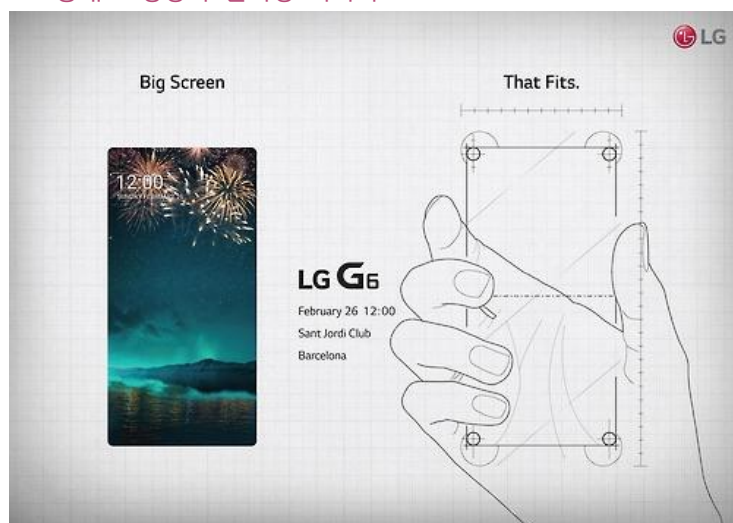 LG
Big Screen
That Fits.
12:00
LG G6
February 26 12:00
Sant Jordi Club
Barcelona